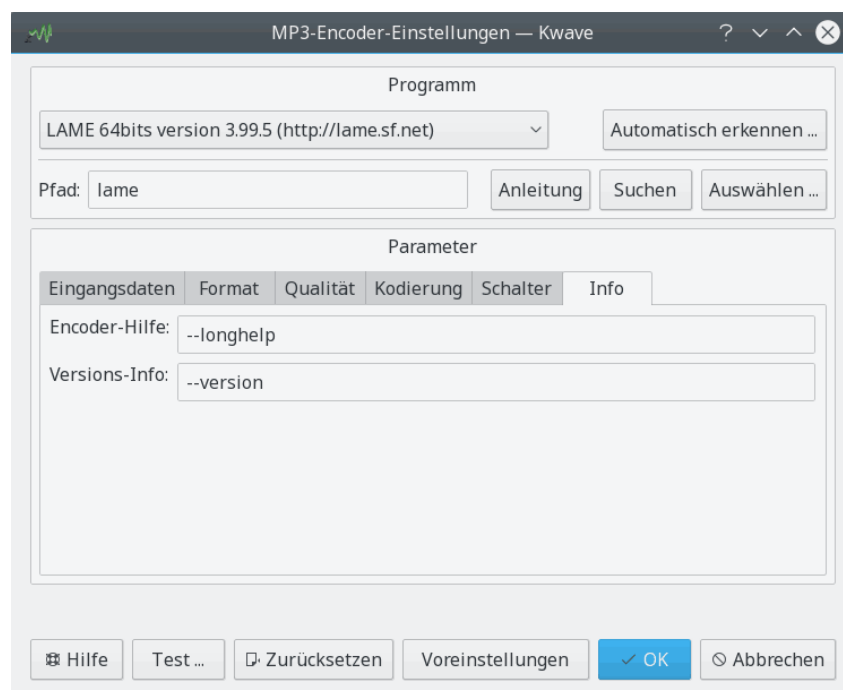 MP3-Encoder-Einstellungen — Kwave
Programm
LAME 64bits version 3.99.5 (http://lame.sf.net) Automatisch erkennen ...
Pfad: lame Anleitung Suchen Auswählen ...
Parameter
Eingangsdaten Format Qualität Kodierung Schalter Info
Encoder-Hilfe: --longhelp
Versions-Info: --version
Hilfe Test ... Zurücksetzen Voreinstellungen OK Abbrechen